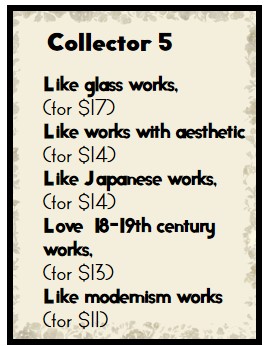 Collector 5
Like glass works,
(for $17)
Like works with aesthetic
(for $14)
Like Japanese works,
(for $14)
Love 18-19th century
works,
(for $13)
Like modernism works
(for $11)